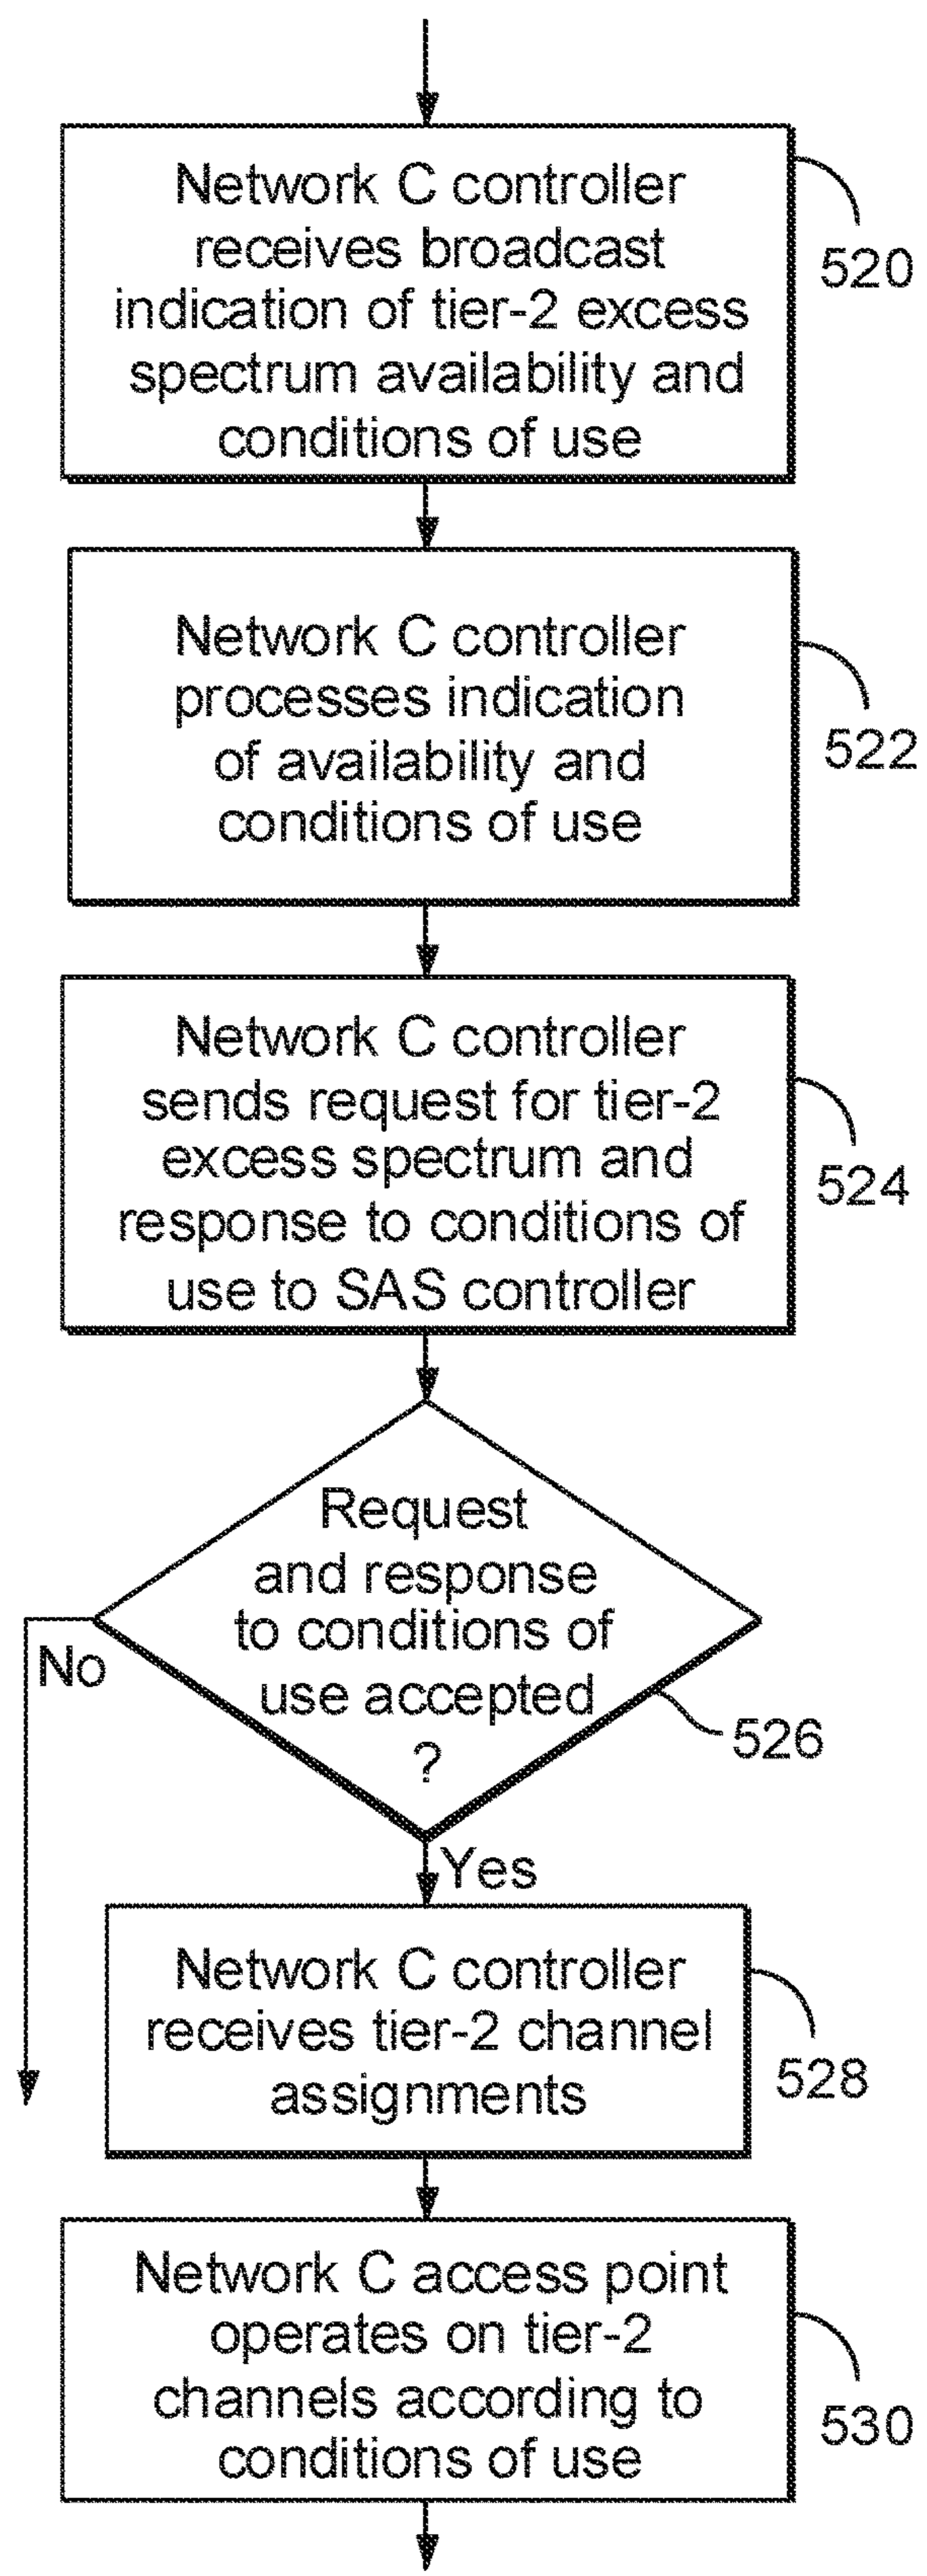 Network C controller
receives broadcast
indication of tier-2 excess
spectrum availability and
conditions of use
520
Network C controller
processes indication
of availability and
conditions of use
522
Network C controller
sends request for tier-2
excess spectrum and
response to conditions of
use to SAS controller
524
Request
and response
to conditions of
use accepted
?
No
526
Yes
Network C controller
receives tier-2 channel
assignments
528
Network C access point
operates on tier-2
channels according to
conditions of use
530